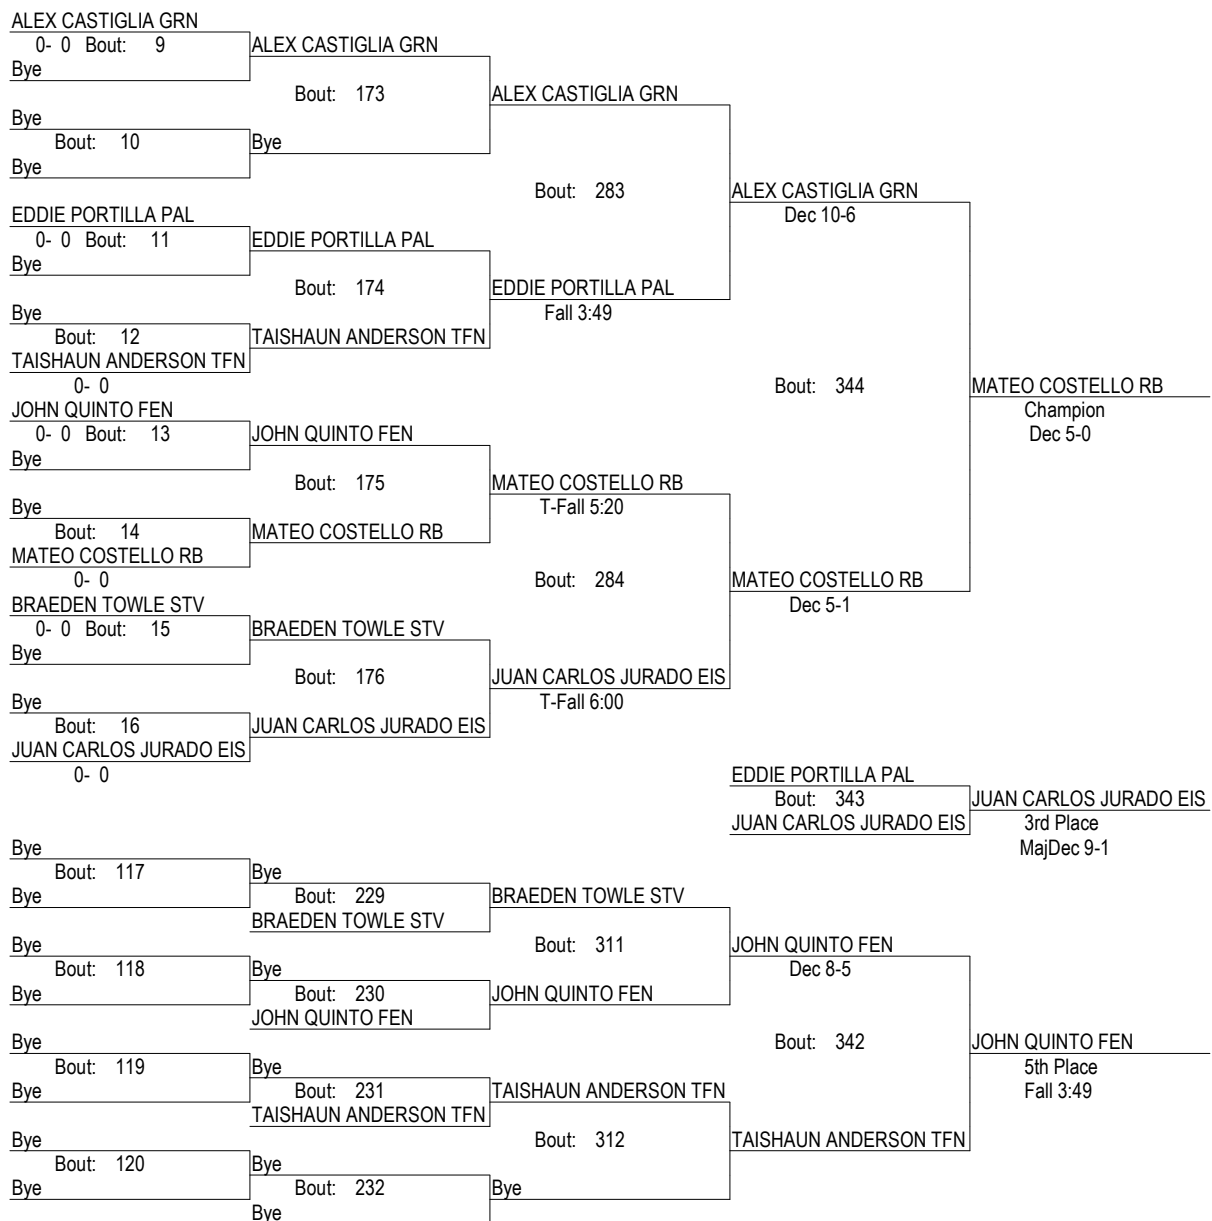 ALEX CASTIGLIA GRN
0- 0 Bout: 9
ALEX CASTIGLIA GRN
Bye
Bout: 173
ALEX CASTIGLIA GRN
Bye
Bout: 10
Bye
Bye
Bout: 283
ALEX CASTIGLIA GRN
Dec 10-6
EDDIE PORTILLA PAL
0- 0 Bout: 11
EDDIE PORTILLA PAL
Bye
Bout: 174
EDDIE PORTILLA PAL
Fall 3:49
Bye
Bout: 12
TAISHAUN ANDERSON TFN
TAISHAUN ANDERSON TFN
0- 0
Bout: 344
MATEO COSTELLO RB
Champion
Dec 5-0
JOHN QUINTO FEN
0- 0 Bout: 13
JOHN QUINTO FEN
Bye
Bout: 175
MATEO COSTELLO RB
T-Fall 5:20
Bye
Bout: 14
MATEO COSTELLO RB
MATEO COSTELLO RB
0- 0
Bout: 284
MATEO COSTELLO RB
Dec 5-1
BRAEDEN TOWLE STV
0- 0 Bout: 15
BRAEDEN TOWLE STV
Bye
Bout: 176
JUAN CARLOS JURADO EIS
T-Fall 6:00
Bye
Bout: 16
JUAN CARLOS JURADO EIS
JUAN CARLOS JURADO EIS
0- 0
EDDIE PORTILLA PAL
Bout: 343
JUAN CARLOS JURADO EIS
JUAN CARLOS JURADO EIS
3rd Place
MajDec 9-1
Bye
Bout: 117
Bye
Bye
Bout: 229
BRAEDEN TOWLE STV
BRAEDEN TOWLE STV
Bye
Bout: 311
JOHN QUINTO FEN
Dec 8-5
Bout: 118
Bye
Bye
Bout: 230
JOHN QUINTO FEN
JOHN QUINTO FEN
Bye
Bout: 342
JOHN QUINTO FEN
5th Place
Fall 3:49
Bout: 119
Bye
Bye
Bout: 231
TAISHAUN ANDERSON TFN
TAISHAUN ANDERSON TFN
Bye
Bout: 312
TAISHAUN ANDERSON TFN
Bout: 120
Bye
Bye
Bout: 232
Bye
Bye